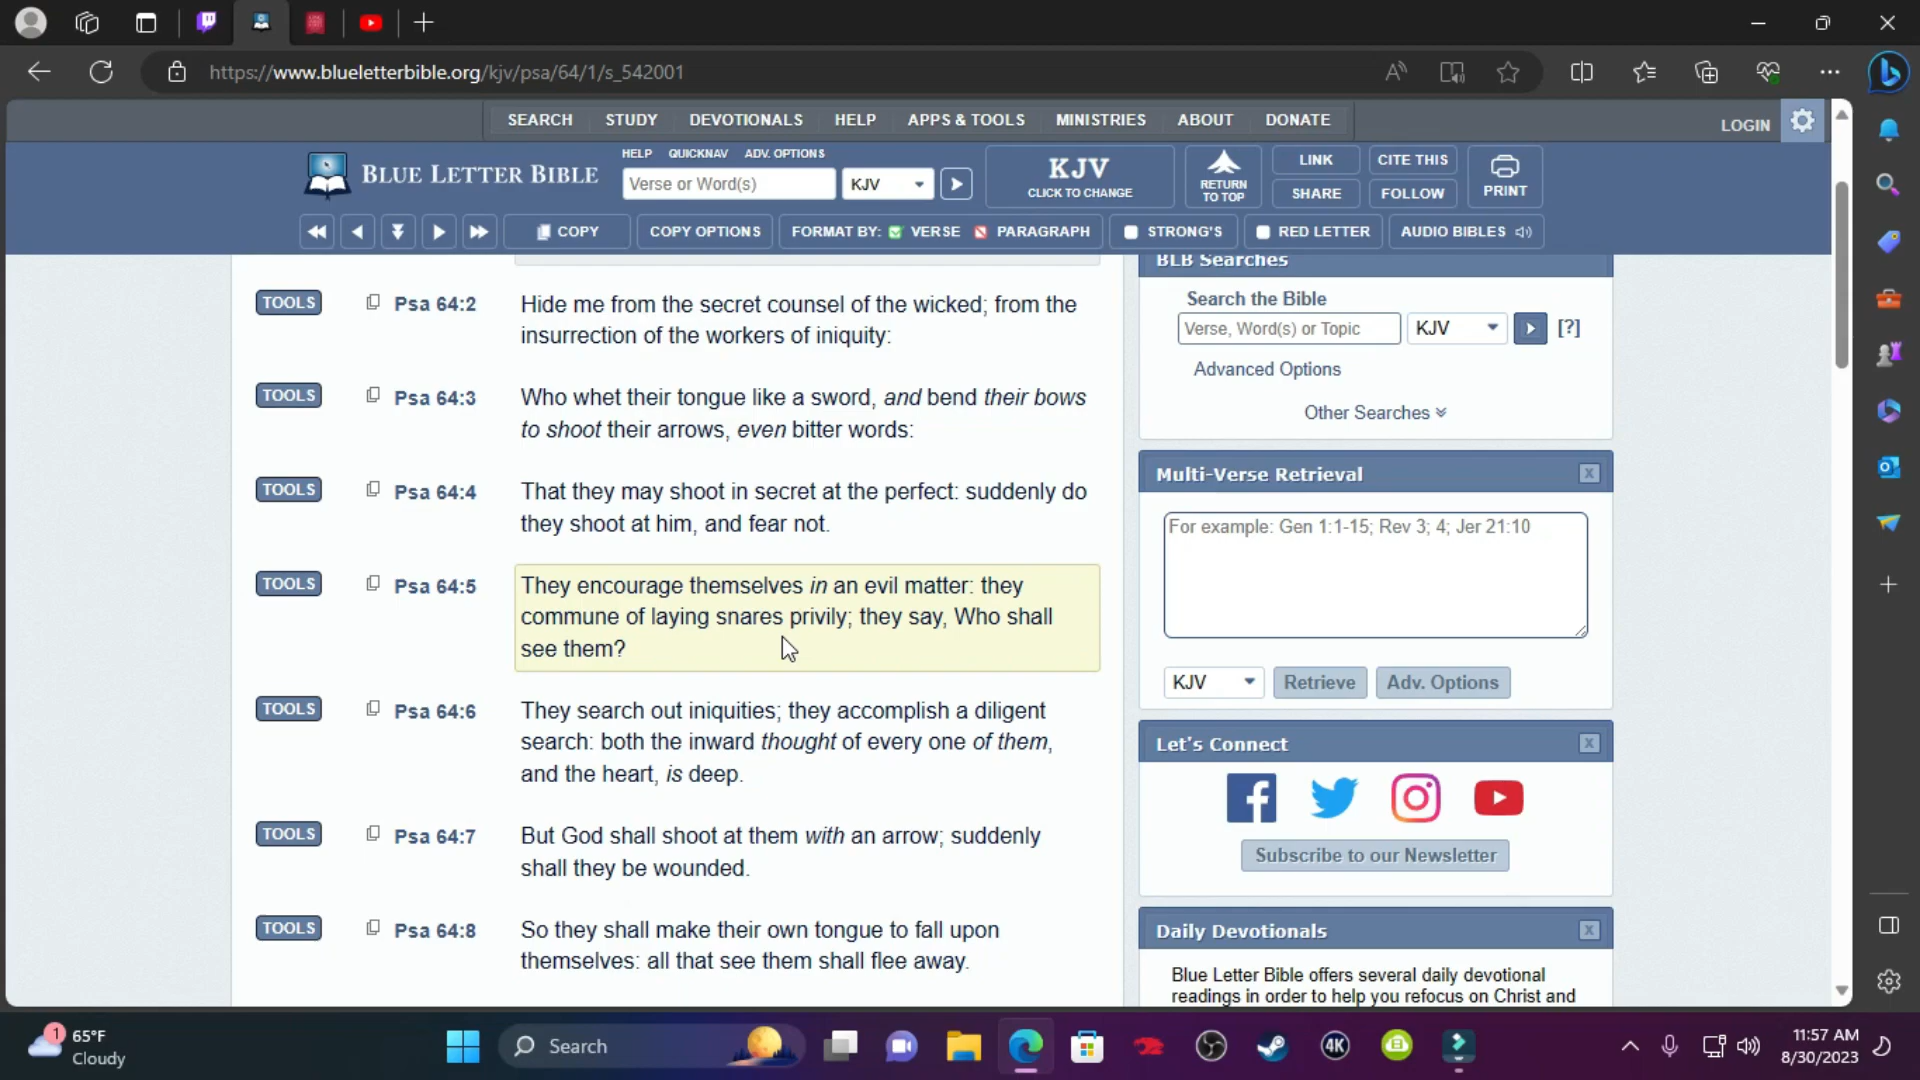 https://www.blueletterbible.org/kjv/psa/64/1/s_542001
SEARCH STUDY DEVOTIONALS HELP APPS & TOOLS MINISTRIES ABOUT DONATE
LOGIN
HELP QUICKNAV ADV. OPTIONS
BLUE LETTER BIBLE
Verse or Word(s) KJV
KJV
CLICK TO CHANGE
RETURN
TO TOP
LINK CITE THIS
SHARE FOLLOW
PRINT
COPY COPY OPTIONS FORMAT BY: VERSE PARAGRAPH STRONG'S RED LETTER AUDIO BIBLES
TOOLS Psa 64:2 Hide me from the secret counsel of the wicked; from the
insurrection of the workers of iniquity:
TOOLS Psa 64:3 Who whet their tongue like a sword, and bend their bows
to shoot their arrows, even bitter words:
TOOLS Psa 64:4 That they may shoot in secret at the perfect: suddenly do
they shoot at him, and fear not.
TOOLS Psa 64:5 They encourage themselves in an evil matter: they
commune of laying snares privily; they say, Who shall
see them?
TOOLS Psa 64:6 They search out iniquities; they accomplish a diligent
search: both the inward thought of every one of them,
and the heart, is deep.
TOOLS Psa 64:7 But God shall shoot at them with an arrow; suddenly
shall they be wounded.
TOOLS Psa 64:8 So they shall make their own tongue to fall upon
themselves: all that see them shall flee away.
BLB Searches
Search the Bible
Verse, Word(s) or Topic KJV [?]
Advanced Options
Other Searches
Multi-Verse Retrieval X
For example: Gen 1:1-15; Rev 3; 4; Jer 21:10
KJV Retrieve Adv. Options
Let's Connect X
Subscribe to our Newsletter
Daily Devotionals X
Blue Letter Bible offers several daily devotional
readings in order to help you refocus on Christ and
1
65°F
Cloudy
Search
4K
11:57 AM
8/30/2023